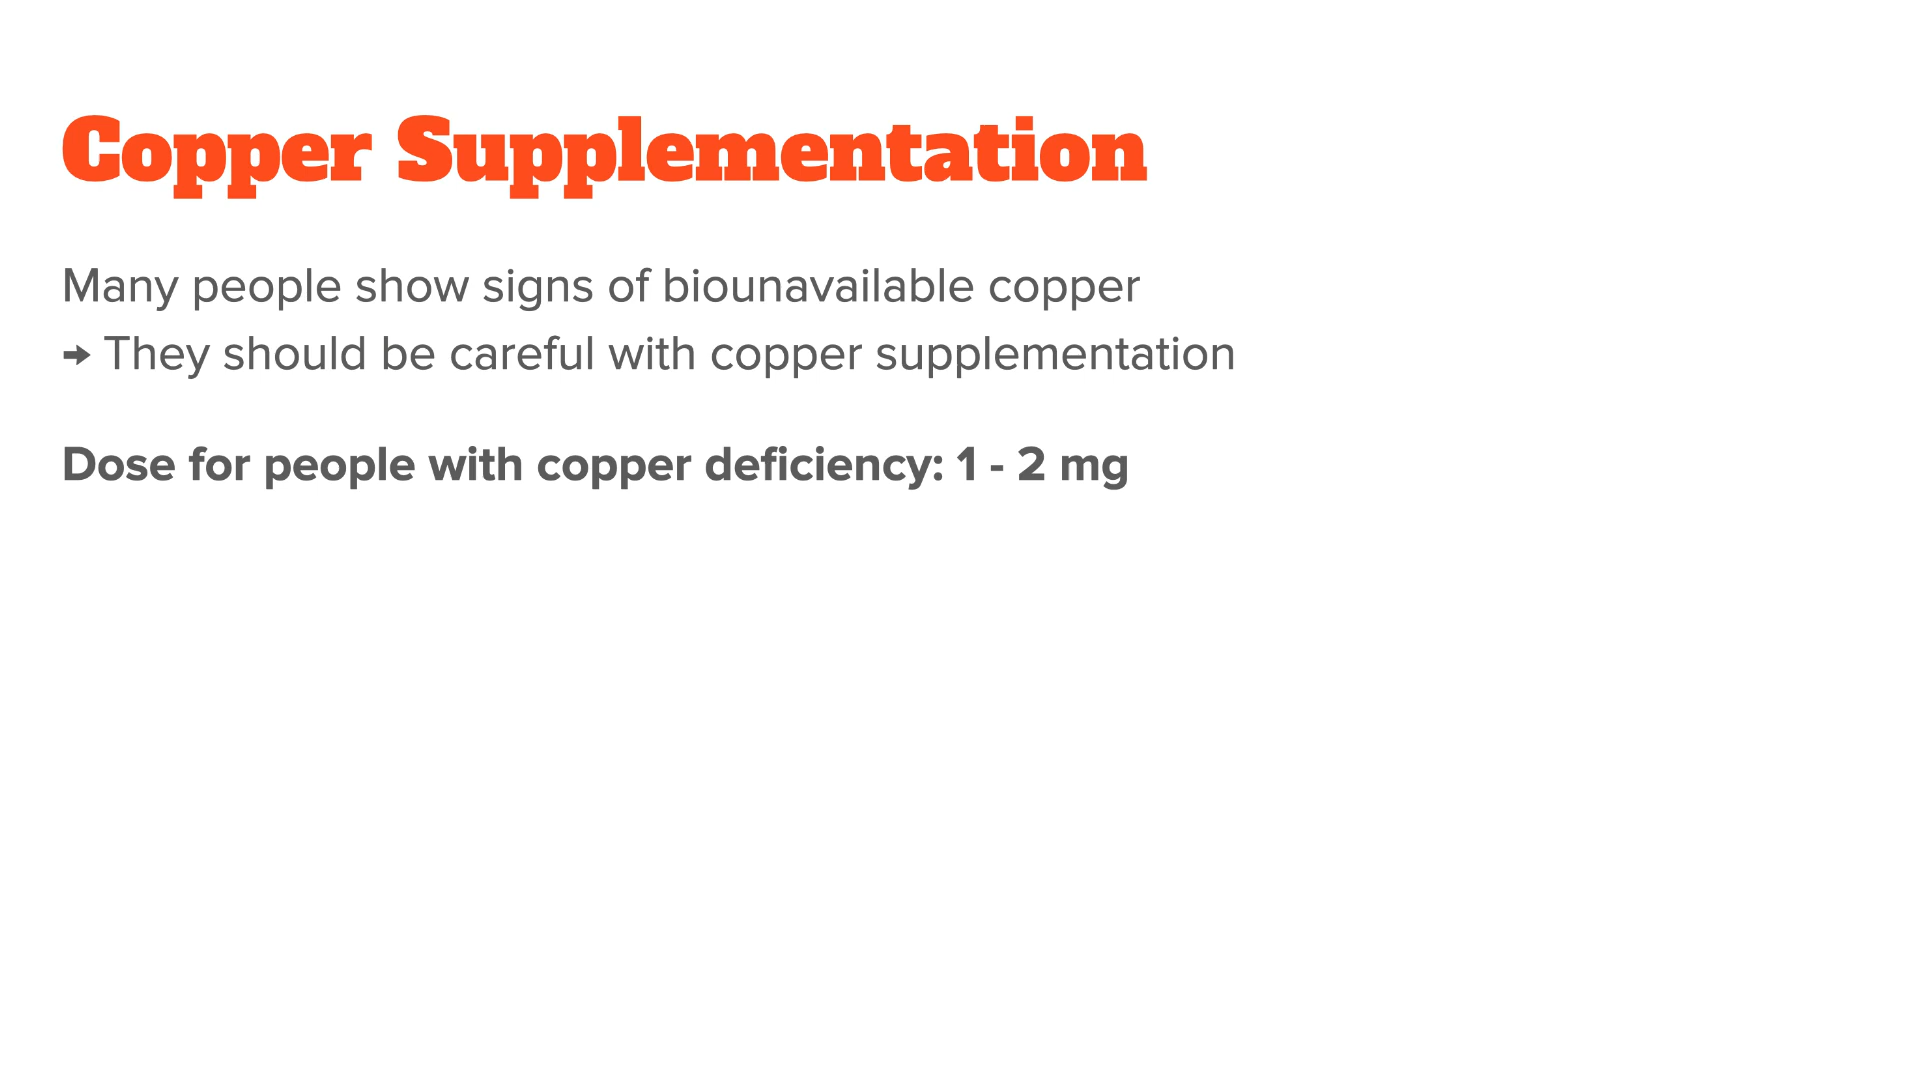 Copper Supplementation
Many people show signs of biounavailable copper
➜ They should be careful with copper supplementation
Dose for people with copper deficiency: 1 - 2 mg